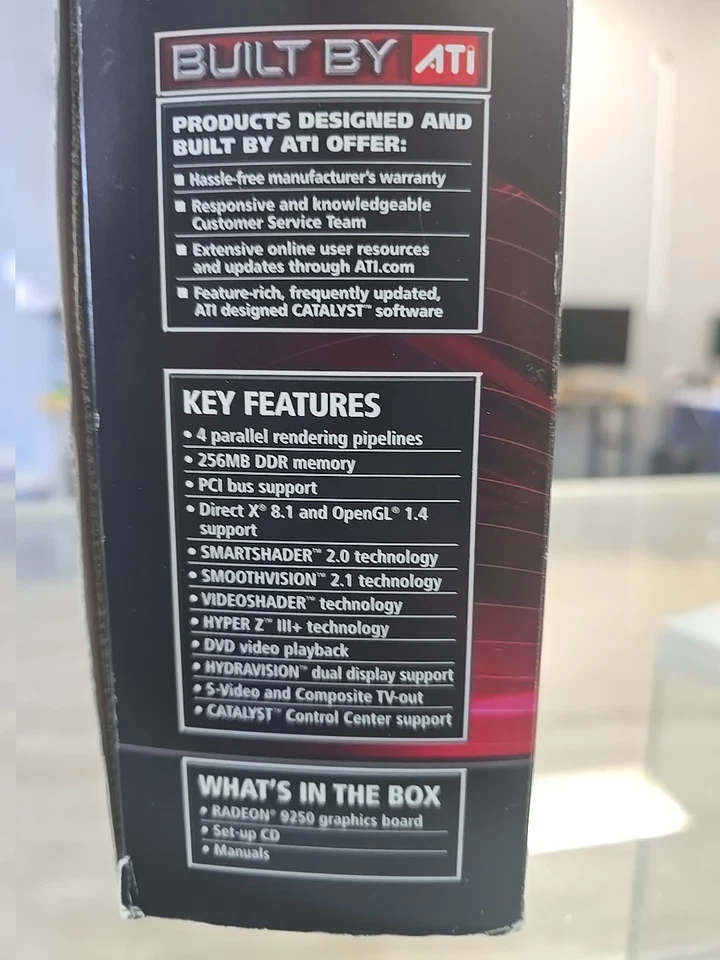 BUILT BY ATI
PRODUCTS DESIGNED AND
BUILT BY ATI OFFER:
■ Hassle-free manufacturer's warranty
■ Responsive and knowledgeable
Customer Service Team
■ Extensive online user resources
and updates through ATI.com
■ Feature-rich, frequently updated,
ATI designed CATALYST™ software
KEY FEATURES
• 4 parallel rendering pipelines
• 256MB DDR memory
• PCI bus support
• Direct X® 8.1 and OpenGL® 1.4
support
• SMARTSHADER™ 2.0 technology
• SMOOTHVISION™ 2.1 technology
• VIDEOSHADER™ technology
• HYPER Z™ III+ technology
• DVD video playback
• HYDRAVISION™ dual display support
• S-Video and Composite TV-out
• CATALYST™ Control Center support
WHAT'S IN THE BOX
• RADEON® 9250 graphics board
• Set-up CD
• Manuals